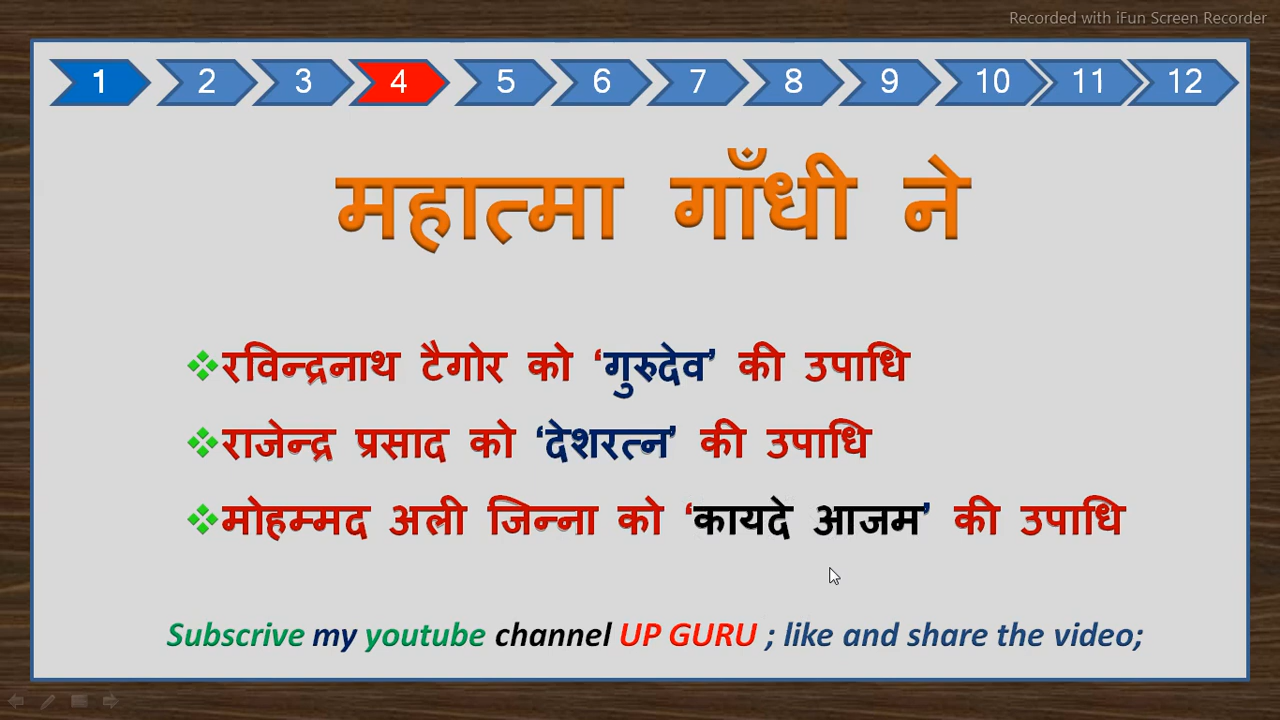 Recorded with iFun Screen Recorder
1 2 3 4 5 6 7 8 9 10 11 12
महात्मा गाँधी ने
❖रविन्द्रनाथ टैगोर को ‘गुरुदेव’ की उपाधि
❖राजेन्द्र प्रसाद को ‘देशरत्न’ की उपाधि
❖मोहम्मद अली जिन्ना को ‘कायदे आजम’ की उपाधि
Subscrive my youtube channel UP GURU ; like and share the video;